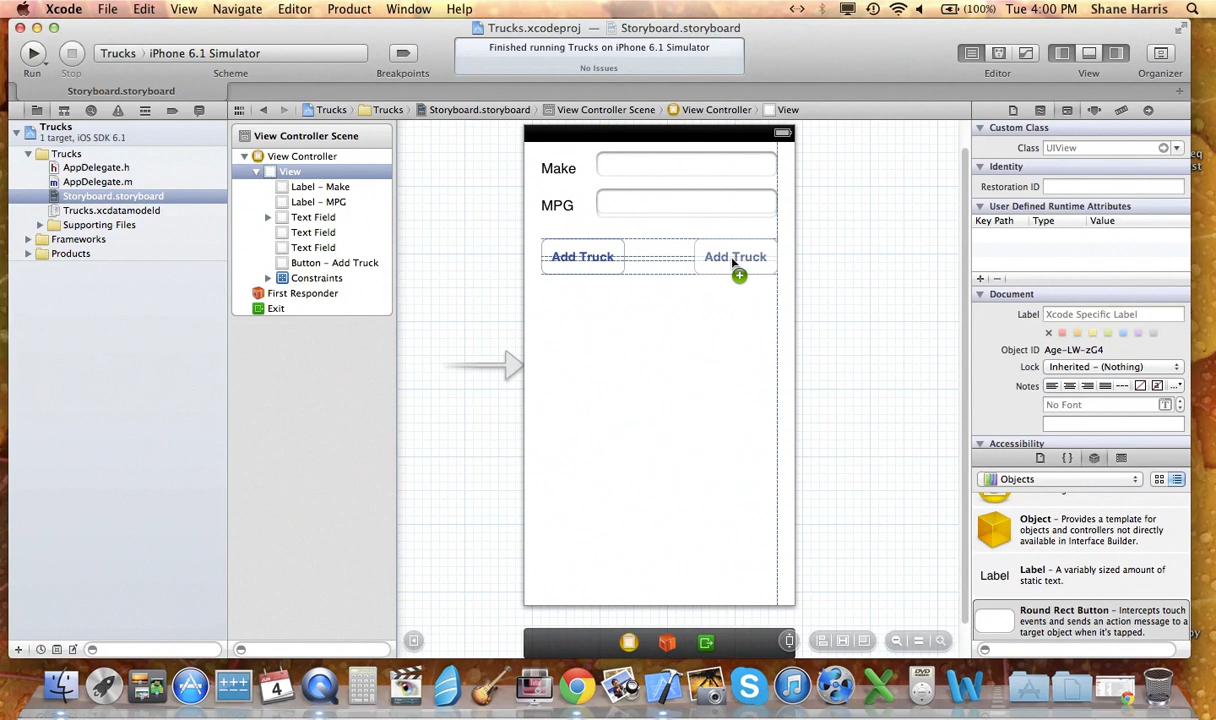 Xcode File Edit View Navigate Editor Product Window Help (100%) Tue 4:00 PM Shane Harris
Trucks.xcodeproj — Storyboard.storyboard
Trucks iPhone 6.1 Simulator
Finished running Trucks on iPhone 6.1 Simulator
No Issues
Run Stop Scheme Breakpoints Editor View Organizer
Storyboard.storyboard
Trucks Trucks Storyboard.storyboard View Controller Scene View Controller View
Trucks
1 target, iOS SDK 6.1
Trucks
AppDelegate.h
AppDelegate.m
Storyboard.storyboard
Trucks.xcdatamodeld
Supporting Files
Frameworks
Products
View Controller Scene
View Controller
View
Label – Make
Label – MPG
Text Field
Text Field
Text Field
Button – Add Truck
Constraints
First Responder
Exit
Make
MPG
Add Truck Add Truck
Custom Class
Class UIView
Identity
Restoration ID
User Defined Runtime Attributes
Key Path Type Value
Document
Label Xcode Specific Label
Object ID Age-LW-zG4
Lock Inherited – (Nothing)
Notes
No Font
Accessibility
Objects
Object – Provides a template for
objects and controllers not directly
available in Interface Builder.
Label Label – A variably sized amount of
static text.
Round Rect Button – Intercepts touch
events and sends an action message to a
target object when it's tapped.